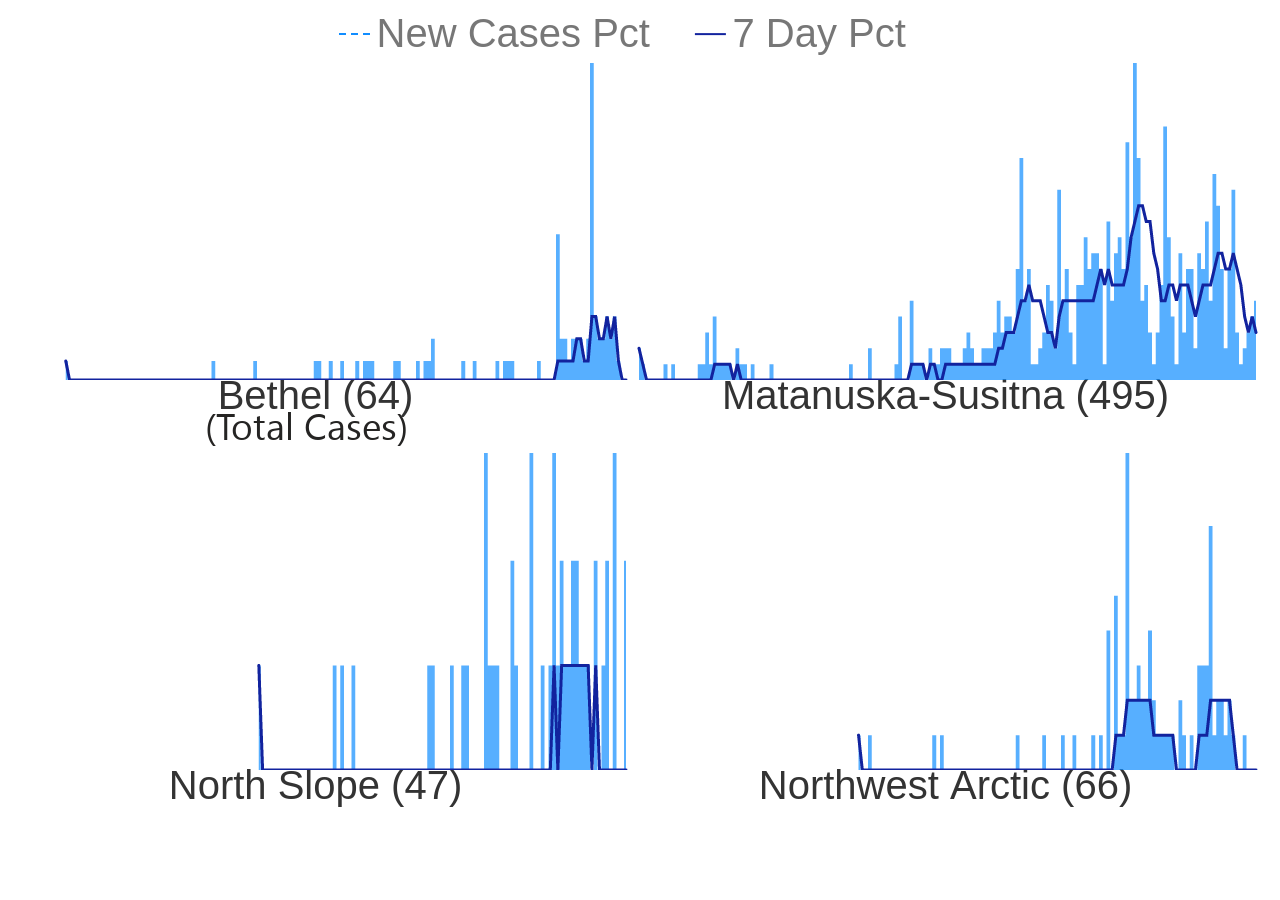 New Cases Pct 7 Day Pct
Bethel (64) Matanuska-Susitna (495)
(Total Cases)
North Slope (47) Northwest Arctic (66)